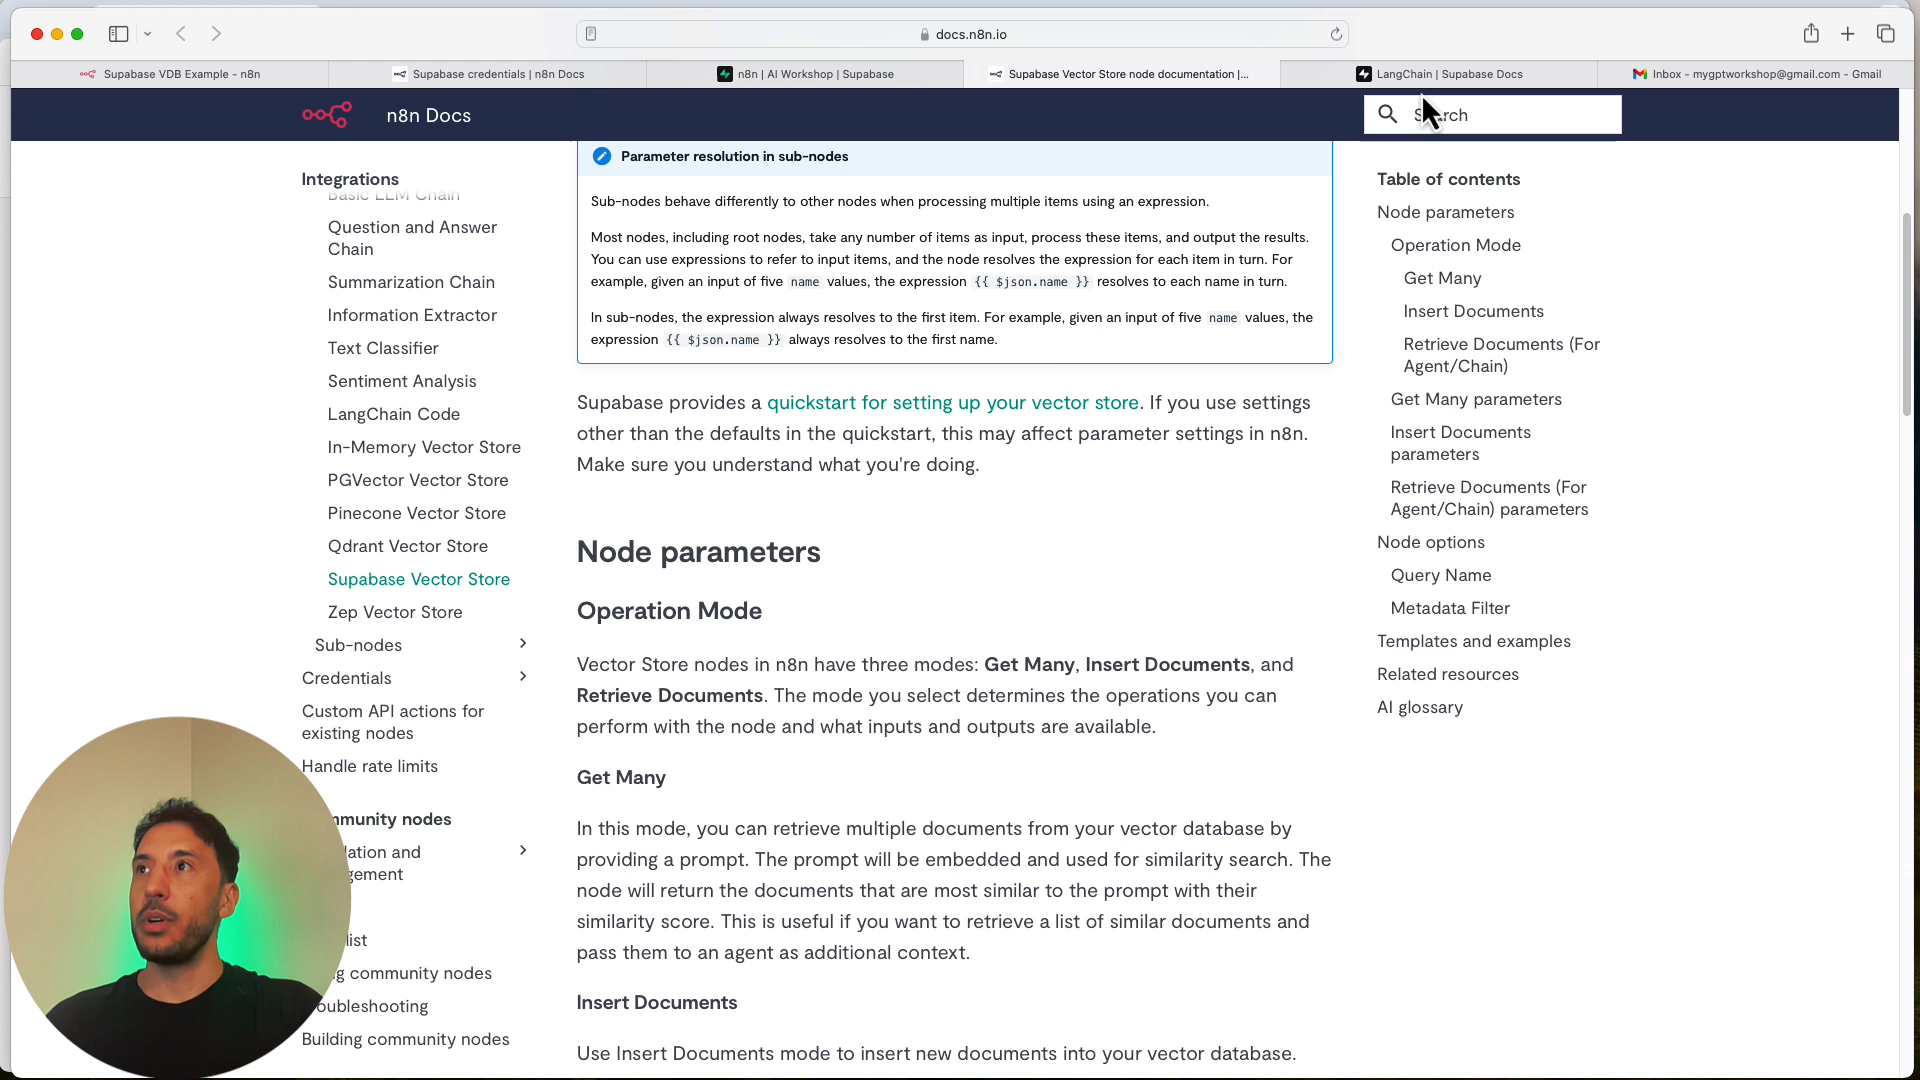 docs.n8n.io
Supabase VDB Example - n8n
Supabase credentials | n8n Docs
n8n | AI Workshop | Supabase
Supabase Vector Store node documentation |...
LangChain | Supabase Docs
Inbox - mygptworkshop@gmail.com - Gmail
n8n Docs
Integrations
Basic LLM Chain
Question and Answer
Chain
Summarization Chain
Information Extractor
Text Classifier
Sentiment Analysis
LangChain Code
In-Memory Vector Store
PGVector Vector Store
Pinecone Vector Store
Qdrant Vector Store
Supabase Vector Store
Zep Vector Store
Sub-nodes
Credentials
Custom API actions for
existing nodes
Handle rate limits
Building community nodes
Parameter resolution in sub-nodes
Sub-nodes behave differently to other nodes when processing multiple items using an expression.
Most nodes, including root nodes, take any number of items as input, process these items, and output the results.
You can use expressions to refer to input items, and the node resolves the expression for each item in turn. For
example, given an input of five name values, the expression {{ $json.name }} resolves to each name in turn.
In sub-nodes, the expression always resolves to the first item. For example, given an input of five name values, the
expression {{ $json.name }} always resolves to the first name.
Supabase provides a quickstart for setting up your vector store. If you use settings
other than the defaults in the quickstart, this may affect parameter settings in n8n.
Make sure you understand what you're doing.
Node parameters
Operation Mode
Vector Store nodes in n8n have three modes: Get Many, Insert Documents, and
Retrieve Documents. The mode you select determines the operations you can
perform with the node and what inputs and outputs are available.
Get Many
In this mode, you can retrieve multiple documents from your vector database by
providing a prompt. The prompt will be embedded and used for similarity search. The
node will return the documents that are most similar to the prompt with their
similarity score. This is useful if you want to retrieve a list of similar documents and
pass them to an agent as additional context.
Insert Documents
Use Insert Documents mode to insert new documents into your vector database.
Table of contents
Node parameters
Operation Mode
Get Many
Insert Documents
Retrieve Documents (For
Agent/Chain)
Get Many parameters
Insert Documents
parameters
Retrieve Documents (For
Agent/Chain) parameters
Node options
Query Name
Metadata Filter
Templates and examples
Related resources
AI glossary